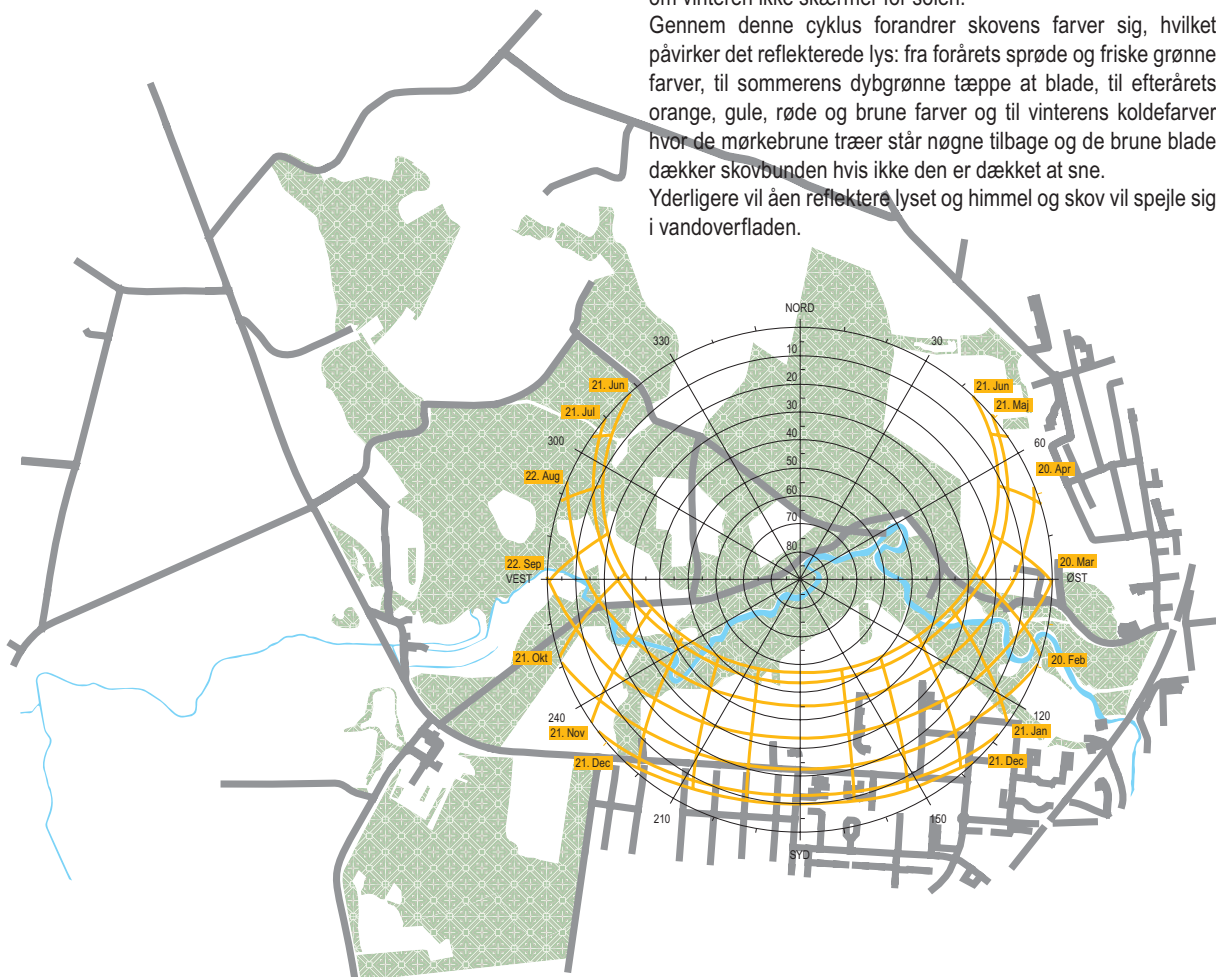 om vinteren ikke skærmer for solen.
Gennem denne cyklus forandrer skovens farver sig, hvilket
påvirker det reflekterede lys: fra forårets sprøde og friske grønne
farver, til sommerens dybgrønne tæppe at blade, til efterårets
orange, gule, røde og brune farver og til vinterens koldefarver
hvor de mørkebrune træer står nøgne tilbage og de brune blade
dækker skovbunden hvis ikke den er dækket at sne.
Yderligere vil åen reflektere lyset og himmel og skov vil spejle sig
i vandoverfladen.
NORD
330
30
10
20
30
40
50
60
70
80
21. Jun
21. Jul
300
22. Aug
22. Sep
VEST
21. Okt
240
21. Nov
21. Dec
210
SYD
150
21. Dec
21. Jan
120
20. Feb
ØST
20. Mar
20. Apr
60
21. Maj
21. Jun